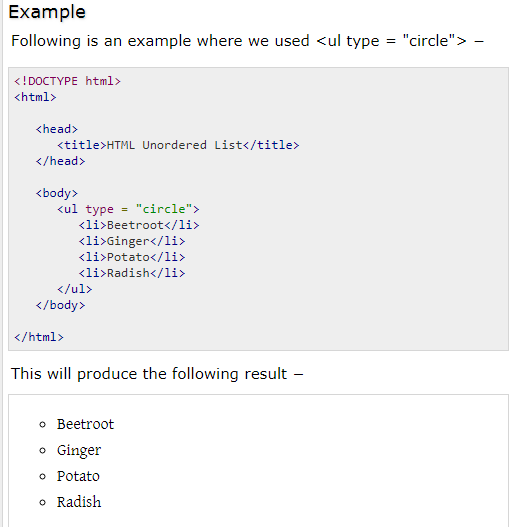 Example
Following is an example where we used <ul type = "circle"> −
<!DOCTYPE html>
<html>
<head>
<title>HTML Unordered List</title>
</head>
<body>
<ul type = "circle">
<li>Beetroot</li>
<li>Ginger</li>
<li>Potato</li>
<li>Radish</li>
</ul>
</body>
</html>
This will produce the following result −
Beetroot
Ginger
Potato
Radish